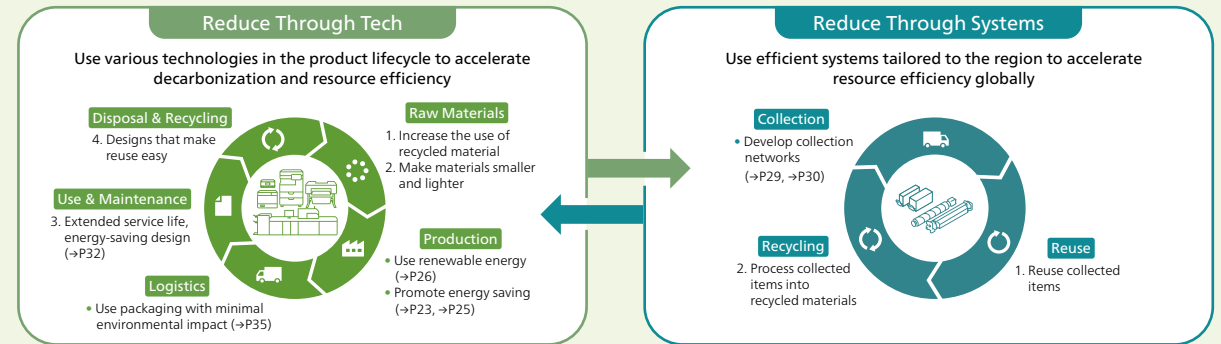 Reduce Through Tech
Use various technologies in the product lifecycle to accelerate
decarbonization and resource efficiency
Disposal & Recycling
4. Designs that make
reuse easy
Raw Materials
1. Increase the use of
recycled material
2. Make materials smaller
and lighter
Use & Maintenance
3. Extended service life,
energy-saving design
(→P32)
Production
• Use renewable energy
(→P26)
• Promote energy saving
(→P23, →P25)
Logistics
• Use packaging with minimal
environmental impact (→P35)
Reduce Through Systems
Use efficient systems tailored to the region to accelerate
resource efficiency globally
Collection
• Develop collection
networks
(→P29, →P30)
Recycling
2. Process collected
items into
recycled materials
Reuse
1. Reuse collected
items